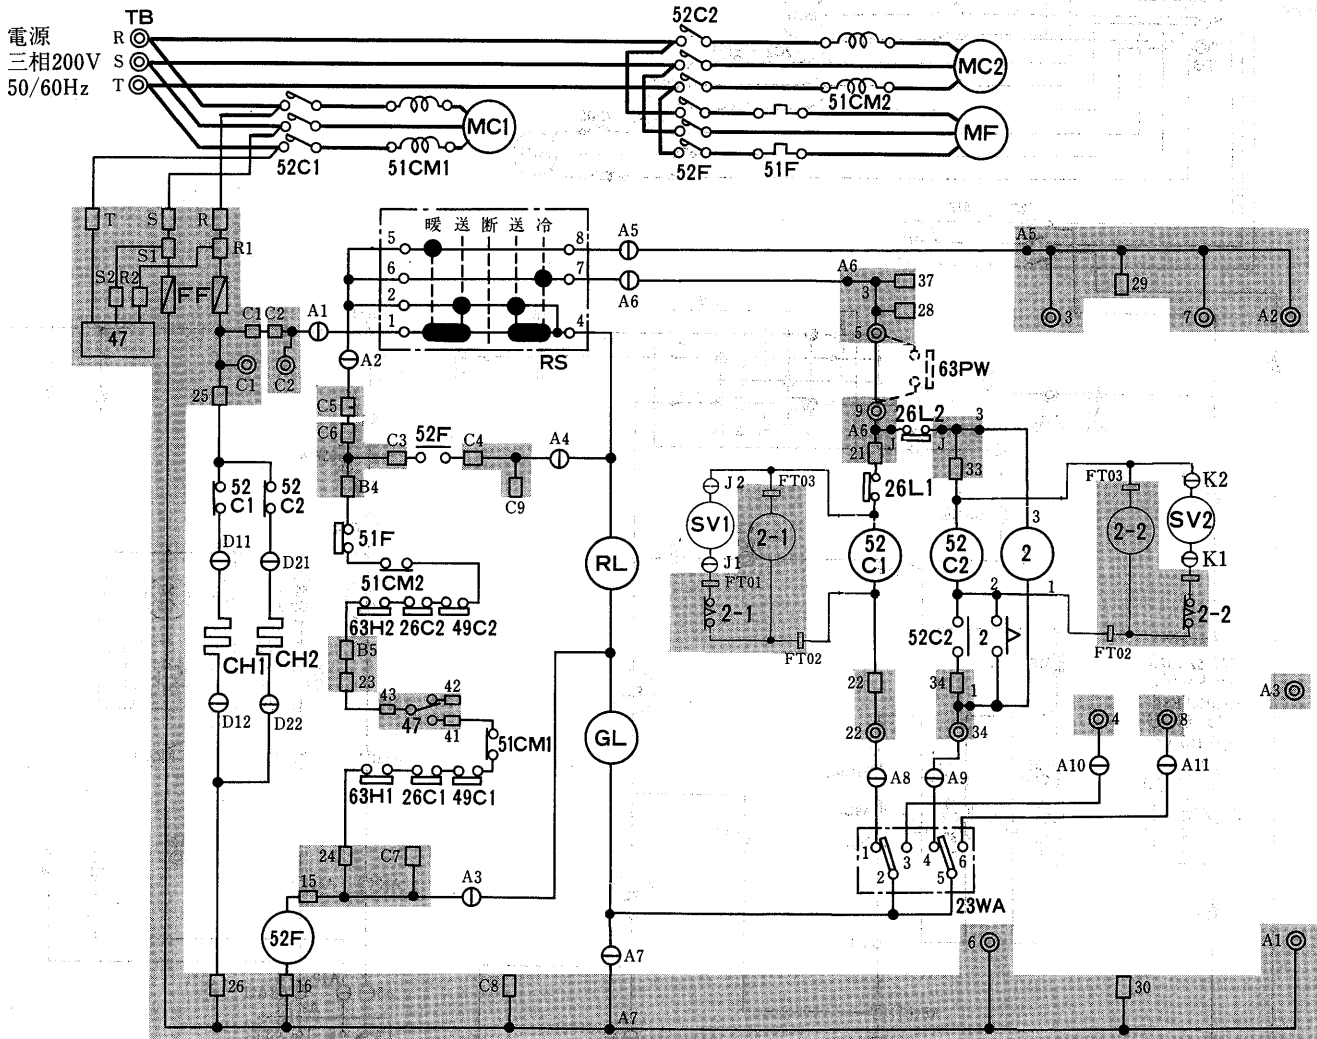 TB
電源
三相200V
50/60Hz
R
S
T
52C2
MC2
51CM2
MC1
52C1
51CM1
MF
52F
51F
T
S
R
S1
R1
S2
R2
F
F
47
C1
C2
A1
C1
C2
25
暖 送 断 送 冷
5
8
6
7
2
1
4
RS
A5
A6
A2
A5
3
29
7
A2
A6
3
37
28
5
63PW
9
26L2
3
A6
J
J
21
33
26L1
C5
C6
C3
52F
C4
A4
B4
C9
52
C1
52
C2
D11
D21
51F
51CM2
63H2
26C2
49C2
B5
23
43
42
47
41
51CM1
63H1
26C1
49C1
CH1
CH2
D12
D22
RL
GL
J2
FT03
SV1
2-1
J1
FT01
2-1
FT02
52
C1
52
C2
3
2
2
1
52C2
2
FT03
K2
2-2
SV2
K1
2-2
FT02
22
34
1
22
34
4
8
A3
A8
A9
A10
A11
1
3
4
6
2
5
23WA
24
C7
15
A3
52F
26
16
C8
A7
A7
6
30
A1